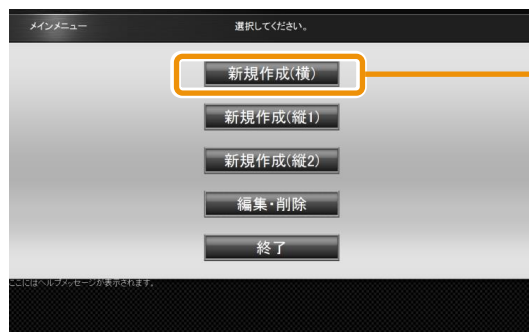 メインメニュー 選択してください。
新規作成(横)
新規作成(縦1)
新規作成(縦2)
編集・削除
終了
ここにはヘルプメッセージが表示されます。